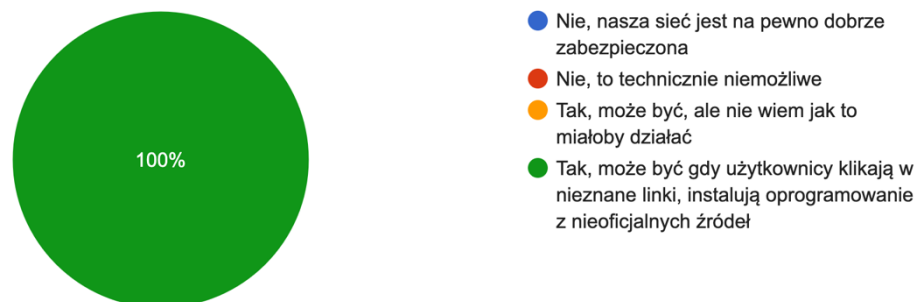 100%
Nie, nasza sieć jest na pewno dobrze
zabezpieczona
Nie, to technicznie niemożliwe
Tak, może być, ale nie wiem jak to
miałoby działać
Tak, może być gdy użytkownicy klikają w
nieznane linki, instalują oprogramowanie
z nieoficjalnych źródeł